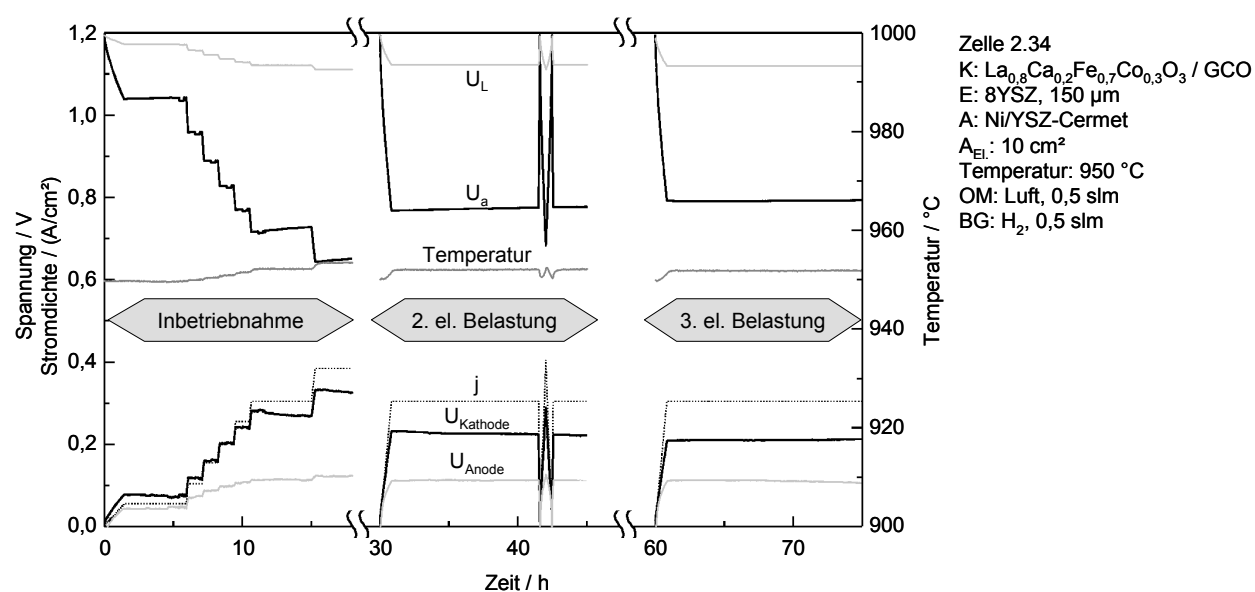 1,2
1,0
0,8
0,6
0,4
0,2
0,0
Spannung / V
Stromdichte / (A/cm²)
U_L
U_a
Temperatur
Inbetriebnahme
2. el. Belastung
3. el. Belastung
j
U_Kathode
U_Anode
0
10
30
40
60
70
Zeit / h
1000
980
960
940
920
900
Temperatur / °C
Zelle 2.34
K: La0,8Ca0,2Fe0,7Co0,3O3 / GCO
E: 8YSZ, 150 µm
A: Ni/YSZ-Cermet
A_El.: 10 cm²
Temperatur: 950 °C
OM: Luft, 0,5 slm
BG: H2, 0,5 slm